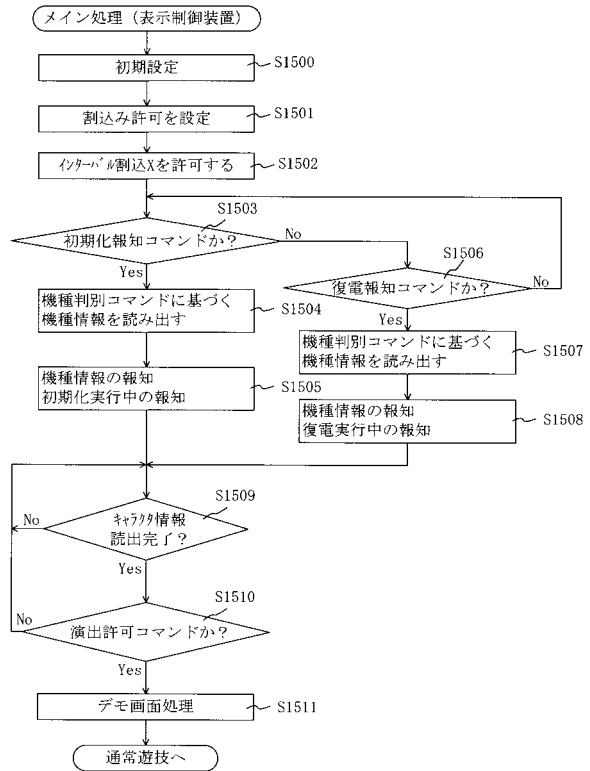 メイン処理（表示制御装置）
初期設定
S1500
割込み許可を設定
S1501
ｲﾝﾀｰﾊﾞﾙ割込Xを許可する
S1502
S1503
初期化報知コマンドか？
No
Yes
S1506
復電報知コマンドか？
No
Yes
機種判別コマンドに基づく
機種情報を読み出す
S1504
機種判別コマンドに基づく
機種情報を読み出す
S1507
機種情報の報知
初期化実行中の報知
S1505
機種情報の報知
復電実行中の報知
S1508
S1509
ｷｬﾗｸﾀ情報
読出完了？
No
Yes
S1510
演出許可コマンドか？
No
Yes
デモ画面処理
S1511
通常遊技へ